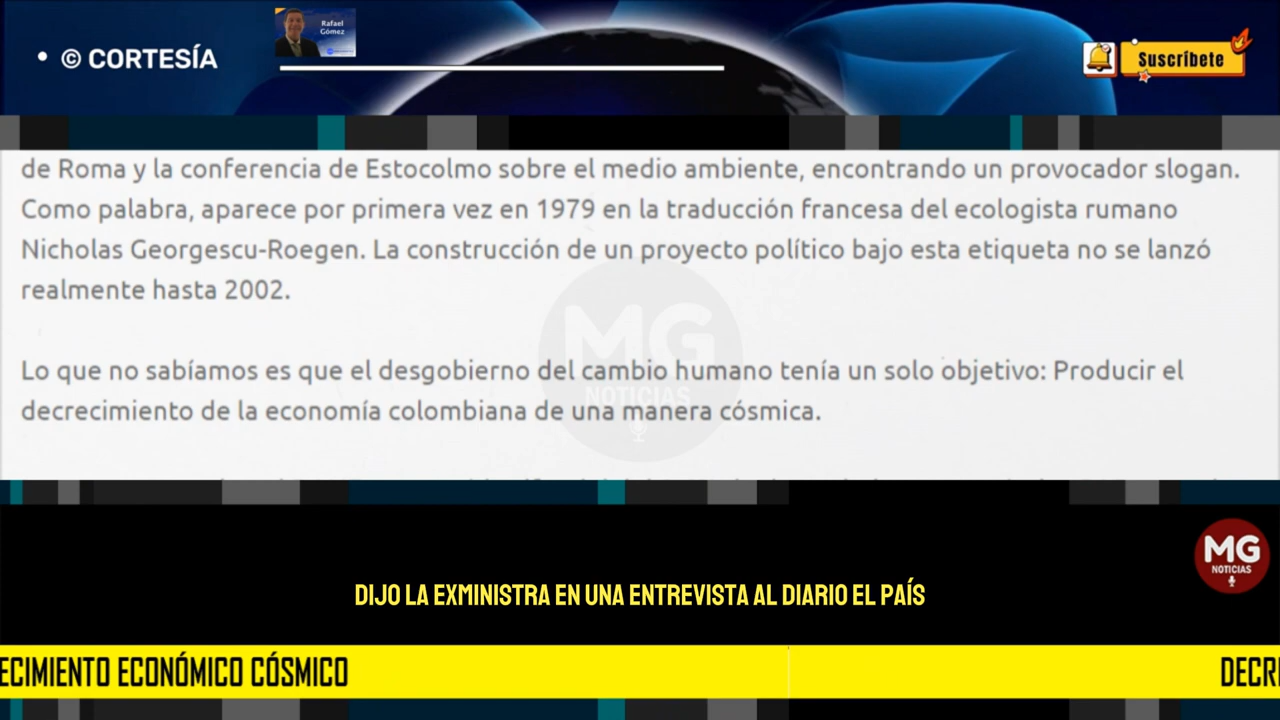 • © CORTESÍA
Rafael
Gómez
Suscríbete
de Roma y la conferencia de Estocolmo sobre el medio ambiente, encontrando un provocador slogan.
Como palabra, aparece por primera vez en 1979 en la traducción francesa del ecologista rumano
Nicholas Georgescu-Roegen. La construcción de un proyecto político bajo esta etiqueta no se lanzó
realmente hasta 2002.
Lo que no sabíamos es que el desgobierno del cambio humano tenía un solo objetivo: Producir el
decrecimiento de la economía colombiana de una manera cósmica.
MG
NOTICIAS
MG
NOTICIAS
DIJO LA EXMINISTRA EN UNA ENTREVISTA AL DIARIO EL PAÍS
ECIMIENTO ECONÓMICO CÓSMICO
DECR